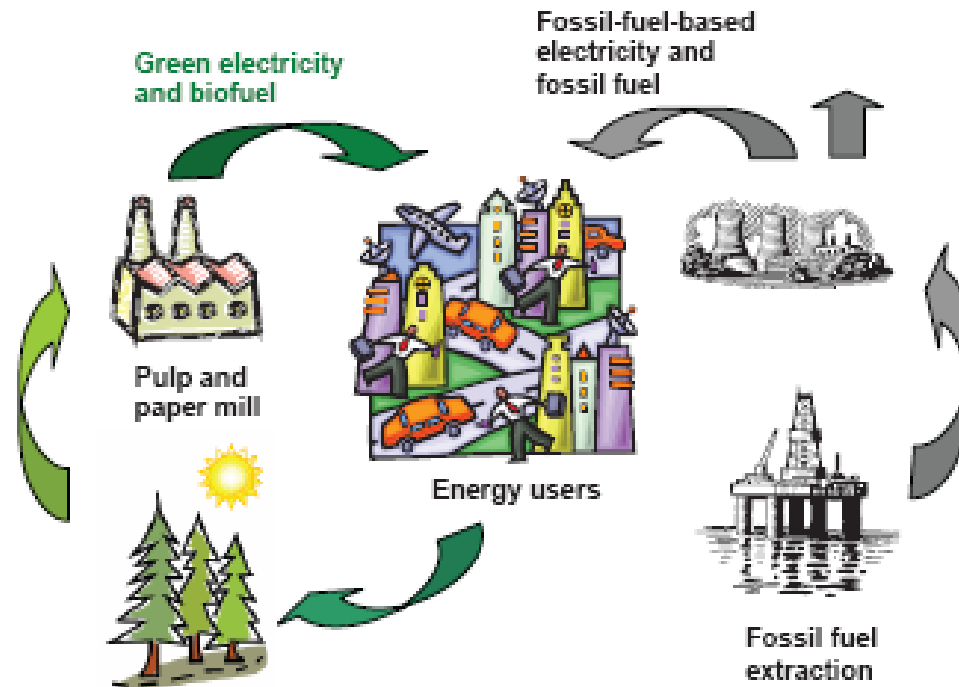 Green electricity
and biofuel
Fossil-fuel-based
electricity and
fossil fuel
Pulp and
paper mill
Energy users
Fossil fuel
extraction